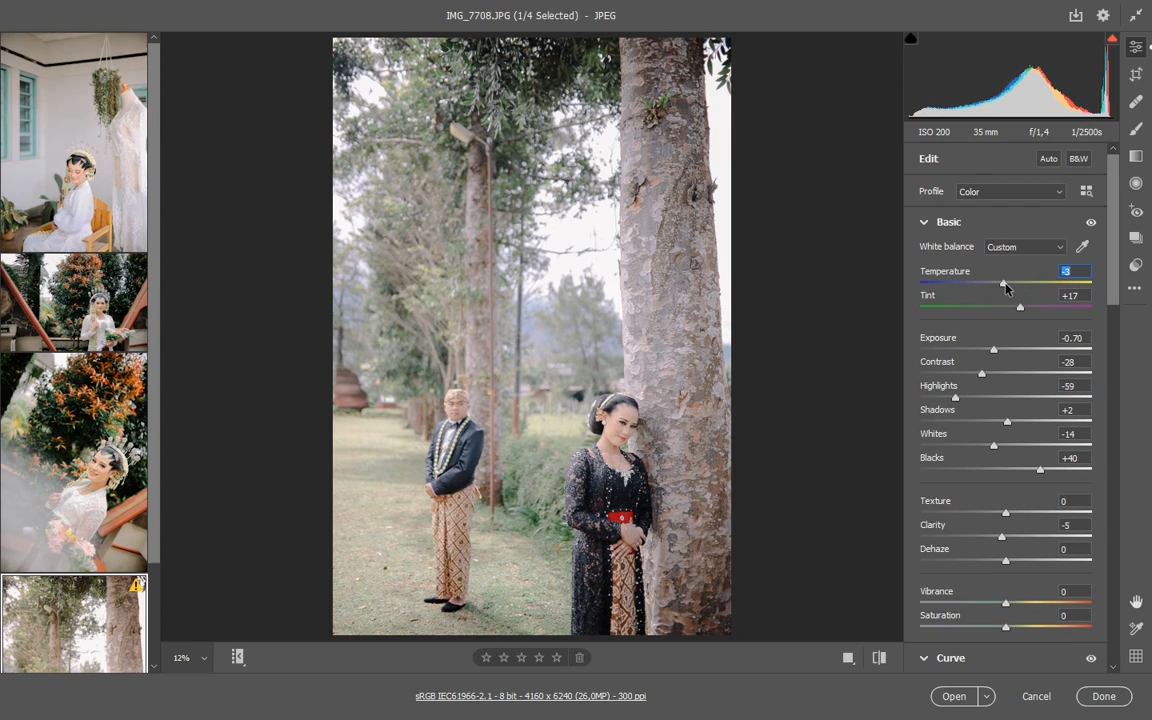 IMG_7708.JPG (1/4 Selected) - JPEG
ISO 200 35 mm f/1,4 1/2500s
Edit Auto B&W
Profile Color
Basic
White balance Custom
Temperature -3
Tint +17
Exposure -0.70
Contrast -28
Highlights -59
Shadows +2
Whites -14
Blacks +40
Texture 0
Clarity -5
Dehaze 0
Vibrance 0
Saturation 0
Curve
12%
sRGB IEC61966-2.1 - 8 bit - 4160 x 6240 (26,0MP) - 300 ppi
Open Cancel Done